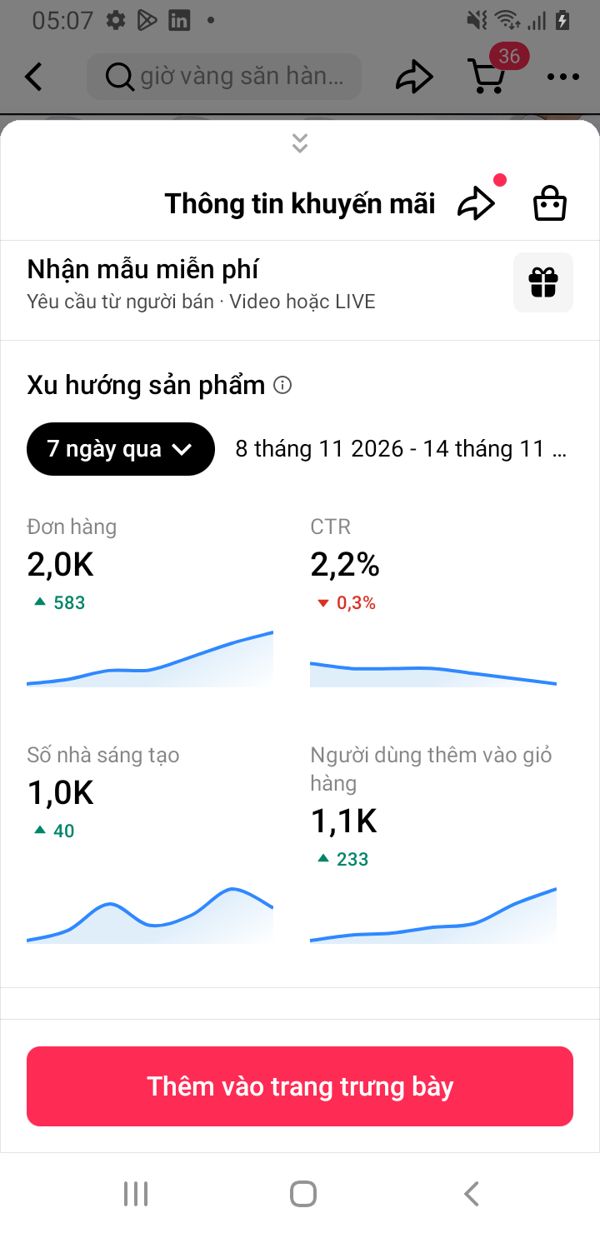 05:07
36
giờ vàng săn hàn...
Thông tin khuyến mãi
Nhận mẫu miễn phí
Yêu cầu từ người bán · Video hoặc LIVE
Xu hướng sản phẩm
7 ngày qua
8 tháng 11 2026 - 14 tháng 11 ...
Đơn hàng
2,0K
583
CTR
2,2%
0,3%
Số nhà sáng tạo
1,0K
40
Người dùng thêm vào giỏ
hàng
1,1K
233
Thêm vào trang trưng bày